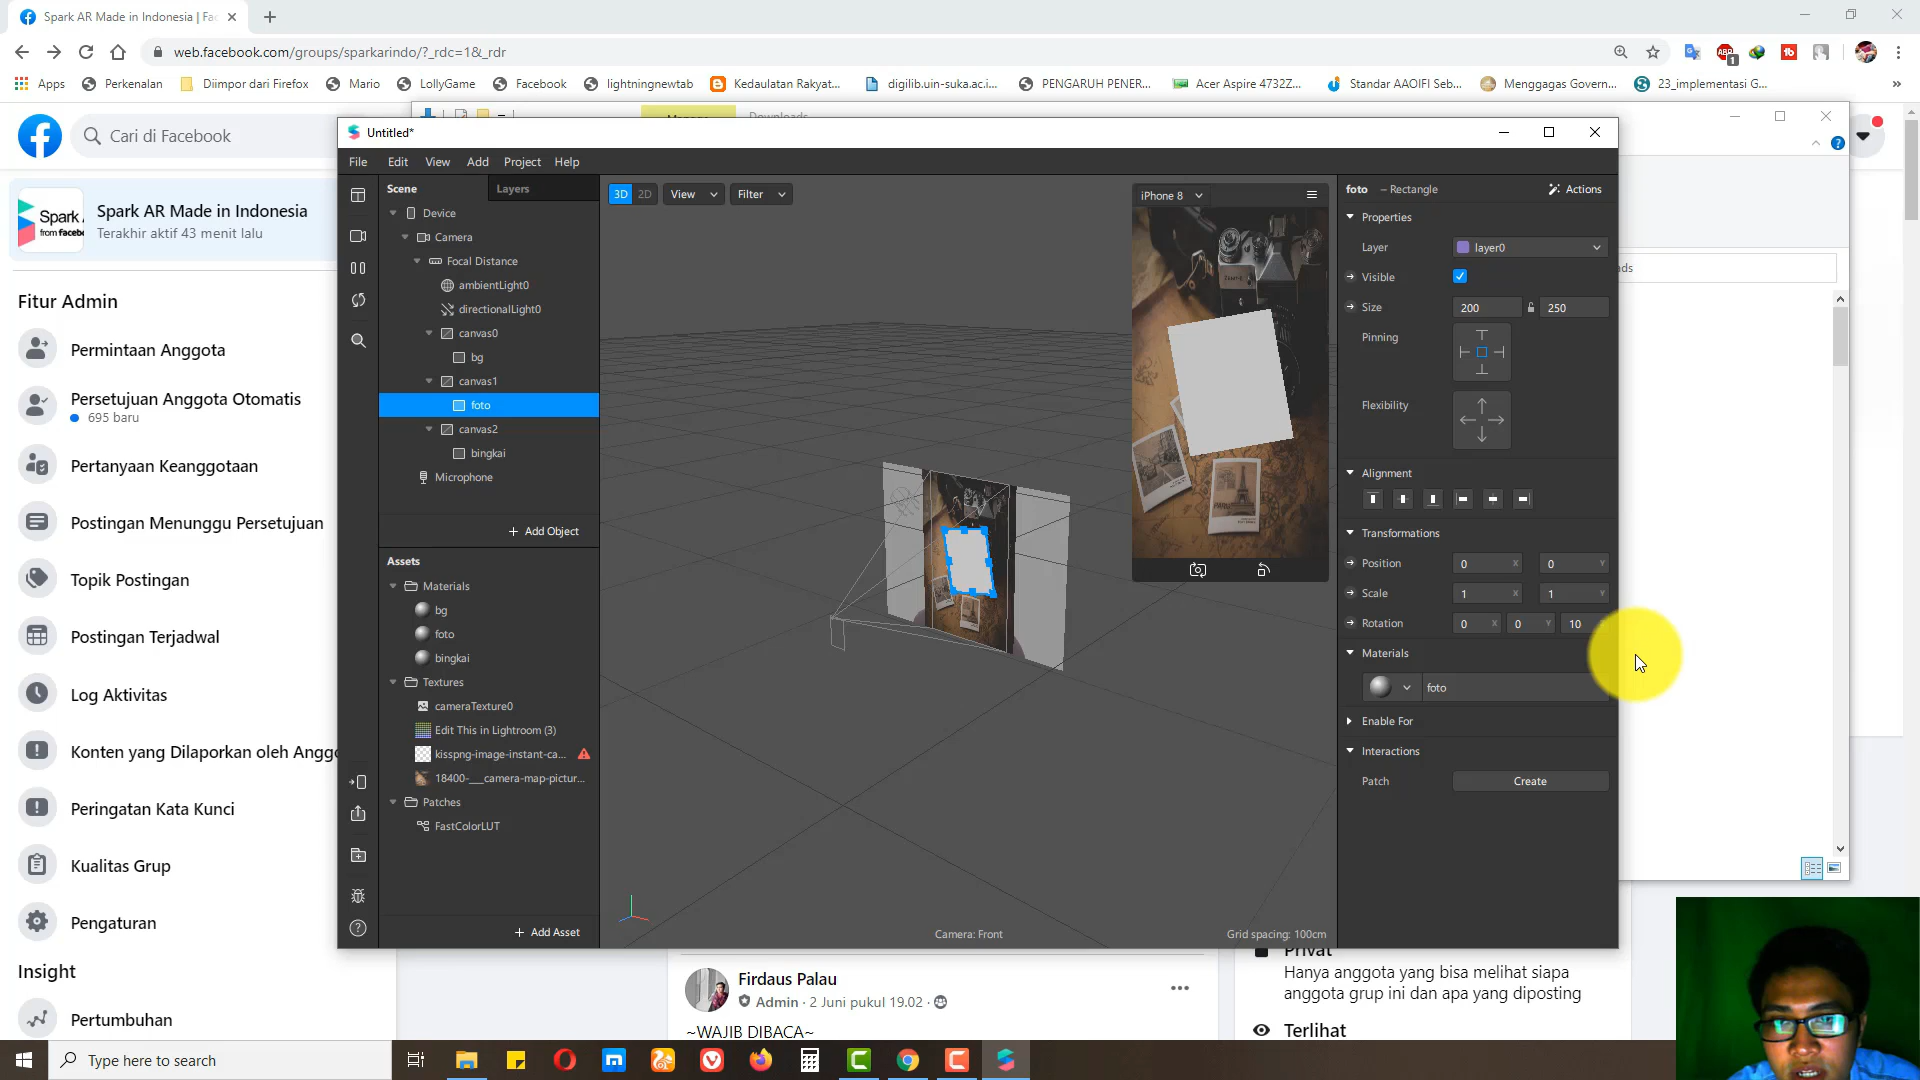 Spark AR Made in Indonesia | Fac
web.facebook.com/groups/sparkarindo/?_rdc=1&_rdr
Apps
Perkenalan
Diimpor dari Firefox
Mario
LollyGame
Facebook
lightningnewtab
Kedaulatan Rakyat...
digilib.uin-suka.ac.i...
PENGARUH PENER...
Acer Aspire 4732Z...
Standar AAOIFI Seb...
Menggagas Govern...
23_implementasi G...
»
Cari di Facebook
Spark AR Made in Indonesia
Terakhir aktif 43 menit lalu
Fitur Admin
Permintaan Anggota
Persetujuan Anggota Otomatis
695 baru
Pertanyaan Keanggotaan
Postingan Menunggu Persetujuan
Topik Postingan
Postingan Terjadwal
Log Aktivitas
Konten yang Dilaporkan oleh Anggo
Peringatan Kata Kunci
Kualitas Grup
Pengaturan
Insight
Pertumbuhan
Untitled*
File Edit View Add Project Help
Scene
Layers
Device
Camera
Focal Distance
ambientLight0
directionalLight0
canvas0
bg
canvas1
foto
canvas2
bingkai
Microphone
+ Add Object
Assets
Materials
bg
foto
bingkai
Textures
cameraTexture0
Edit This in Lightroom (3)
kisspng-image-instant-ca...
18400-___camera-map-pictur...
Patches
FastColorLUT
+ Add Asset
3D 2D View Filter
iPhone 8
Camera: Front
Grid spacing: 100cm
foto – Rectangle
Actions
Properties
Layer layer0
Visible
Size 200 250
Pinning
Flexibility
Alignment
Transformations
Position 0 X 0 Y
Scale 1 X 1 Y
Rotation 0 X 0 Y 10
Materials
foto
Enable For
Interactions
Patch Create
Firdaus Palau
Admin · 2 Juni pukul 19.02 ·
~WAJIB DIBACA~
Privat
Hanya anggota yang bisa melihat siapa
anggota grup ini dan apa yang diposting
Terlihat
Type here to search